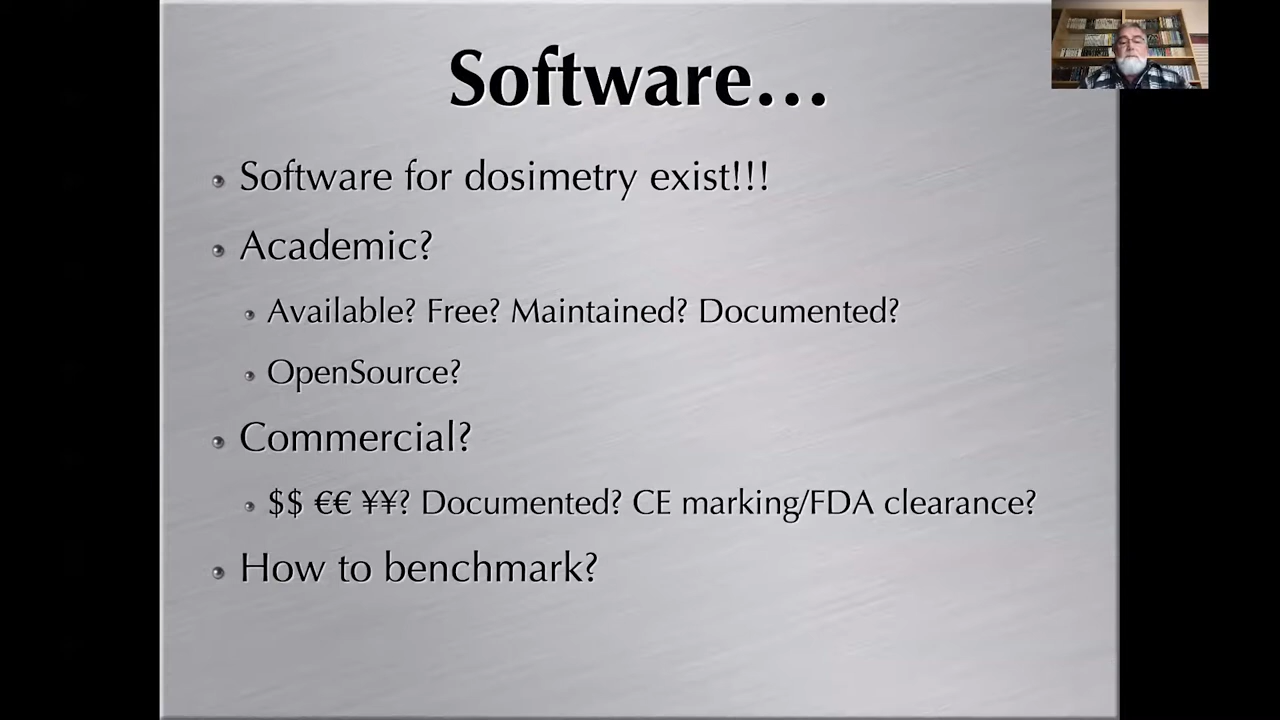 Software...
Software for dosimetry exist!!!
Academic?
Available? Free? Maintained? Documented?
OpenSource?
Commercial?
$$ €€ ¥¥? Documented? CE marking/FDA clearance?
How to benchmark?